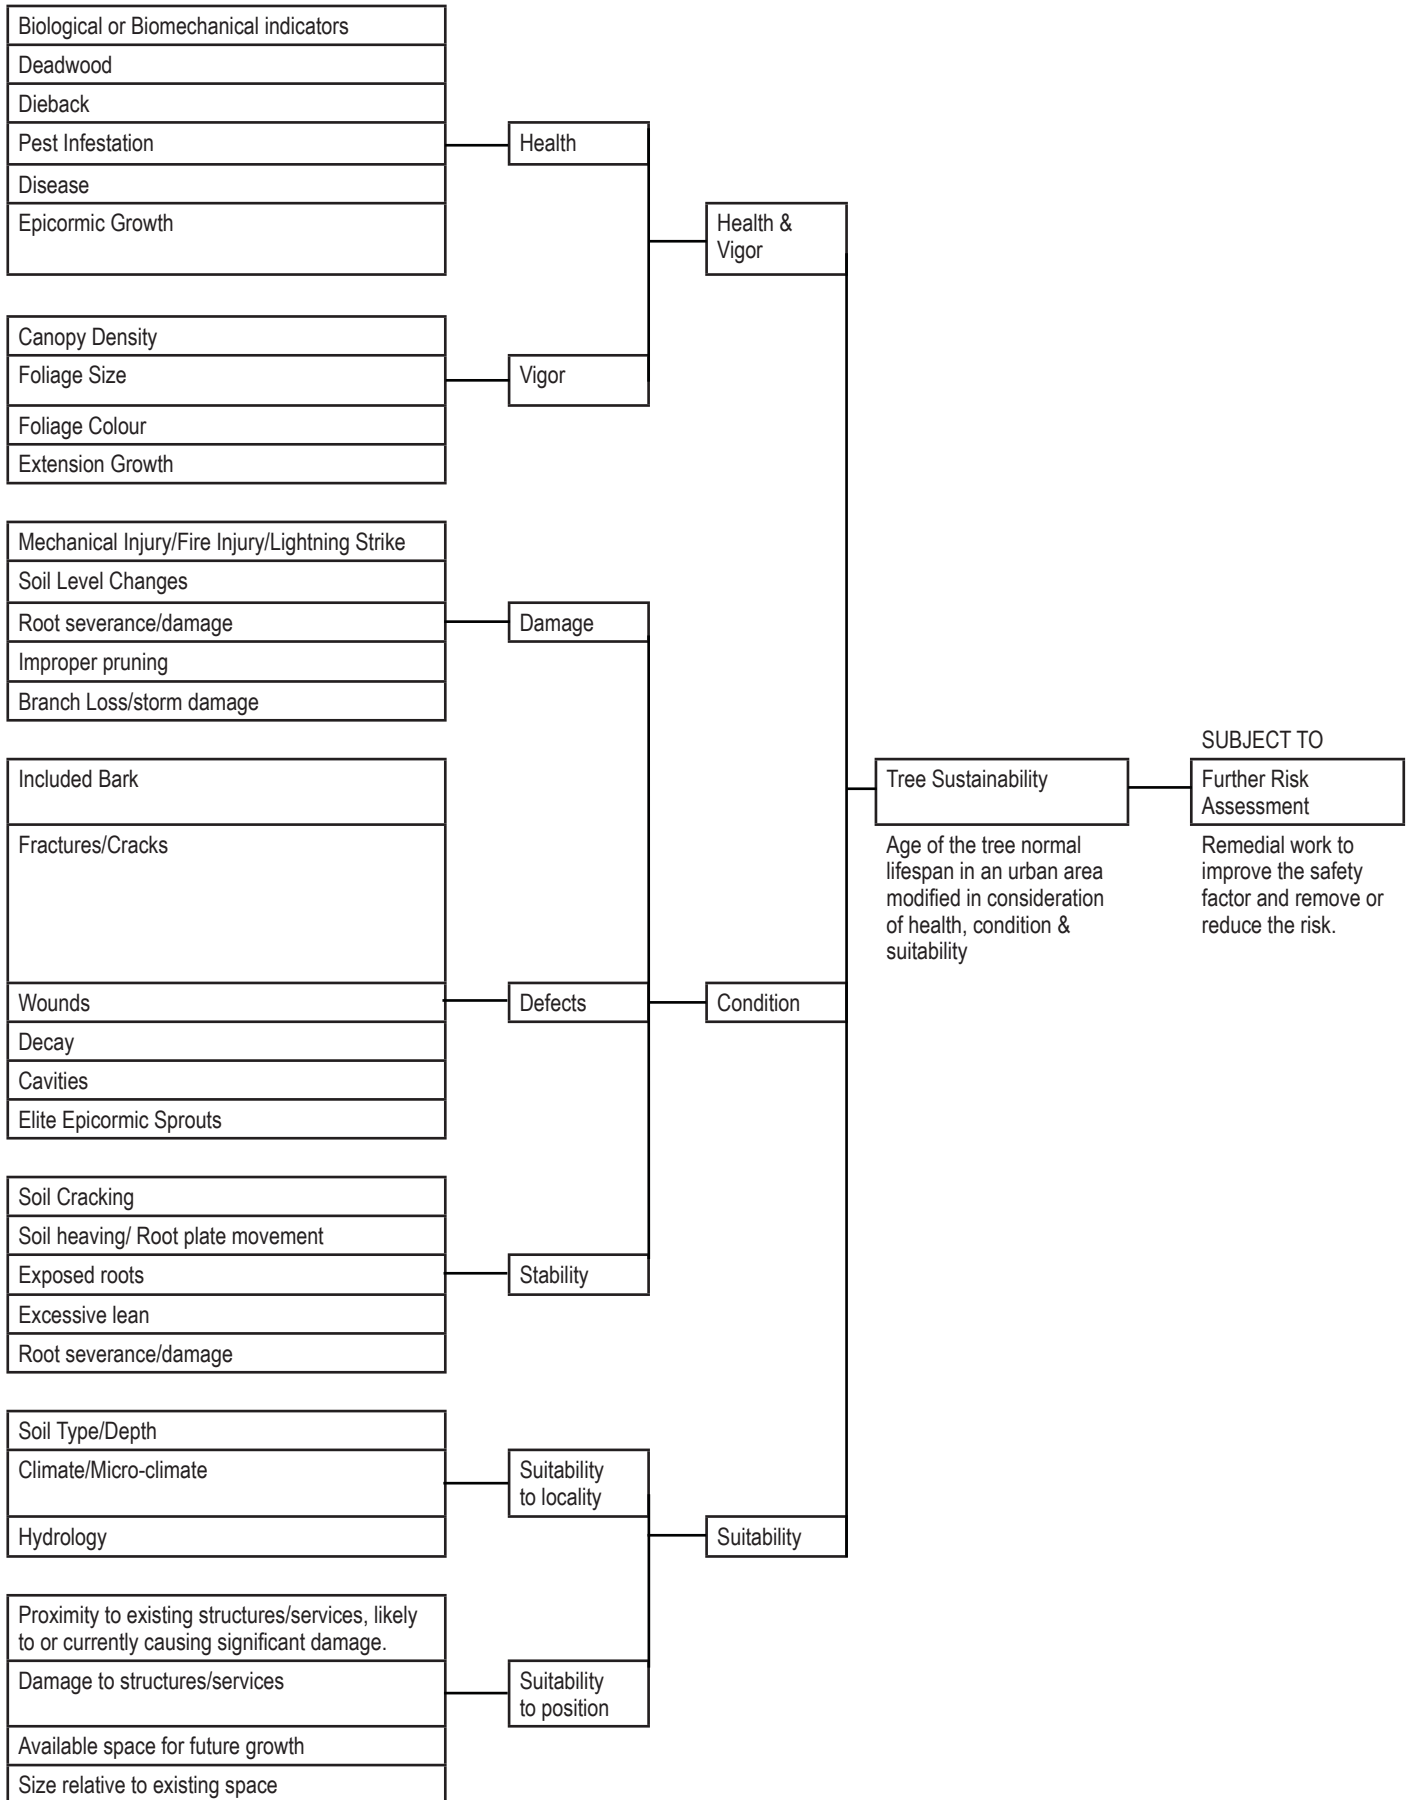 Biological or Biomechanical indicators
Deadwood
Dieback
Pest Infestation
Disease
Epicormic Growth
Health
Health &
Vigor
Canopy Density
Foliage Size
Foliage Colour
Extension Growth
Vigor
Mechanical Injury/Fire Injury/Lightning Strike
Soil Level Changes
Root severance/damage
Improper pruning
Branch Loss/storm damage
Damage
Included Bark
Fractures/Cracks
Wounds
Decay
Cavities
Elite Epicormic Sprouts
Defects
Condition
Tree Sustainability
Age of the tree normal
lifespan in an urban area
modified in consideration
of health, condition &
suitability
SUBJECT TO
Further Risk
Assessment
Remedial work to
improve the safety
factor and remove or
reduce the risk.
Soil Cracking
Soil heaving/ Root plate movement
Exposed roots
Excessive lean
Root severance/damage
Stability
Soil Type/Depth
Climate/Micro-climate
Hydrology
Suitability
to locality
Suitability
Proximity to existing structures/services, likely
to or currently causing significant damage.
Damage to structures/services
Available space for future growth
Size relative to existing space
Suitability
to position